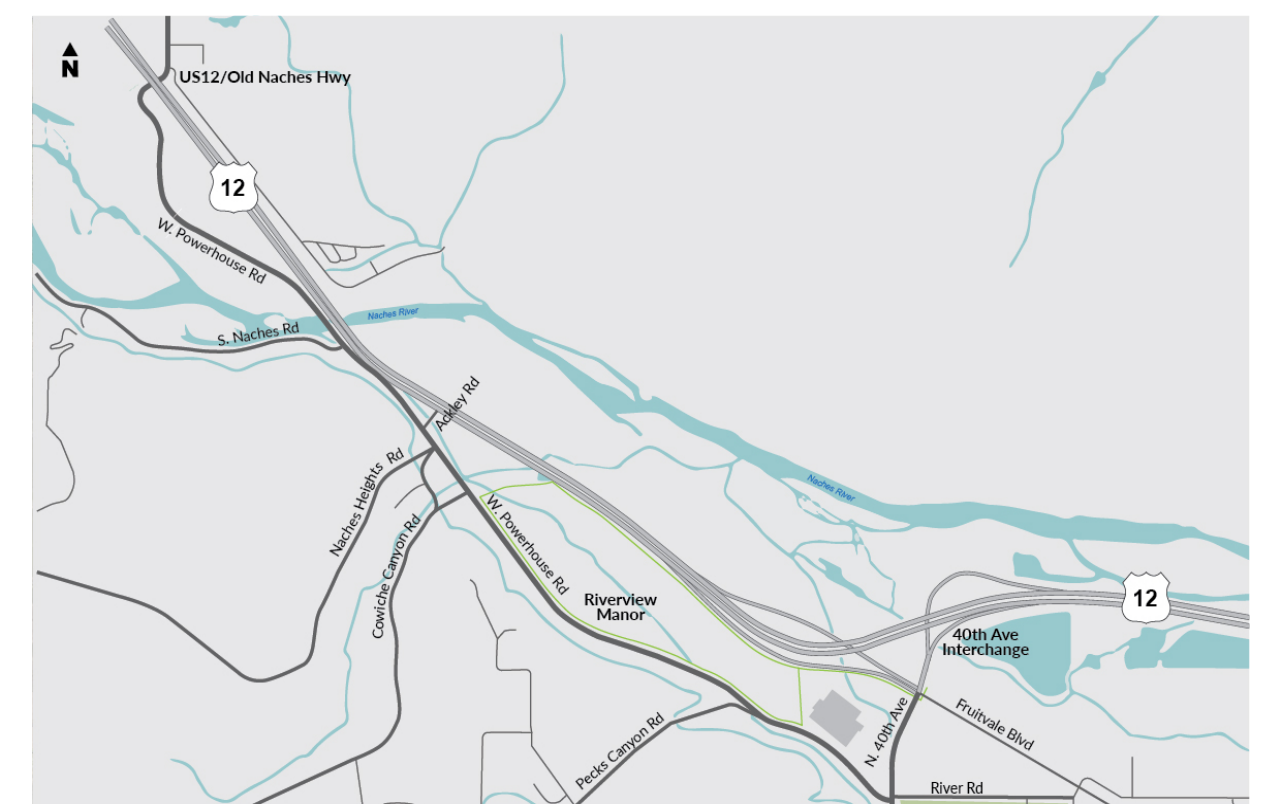 N
US12/Old Naches Hwy
12
W. Powerhouse Rd
Naches River
S. Naches Rd
Ackley Rd
Naches Heights Rd
Naches River
W. Powerhouse Rd
Cowiche Canyon Rd
Riverview
Manor
12
40th Ave
Interchange
N. 40th Ave
Fruitvale Blvd
Pecks Canyon Rd
River Rd